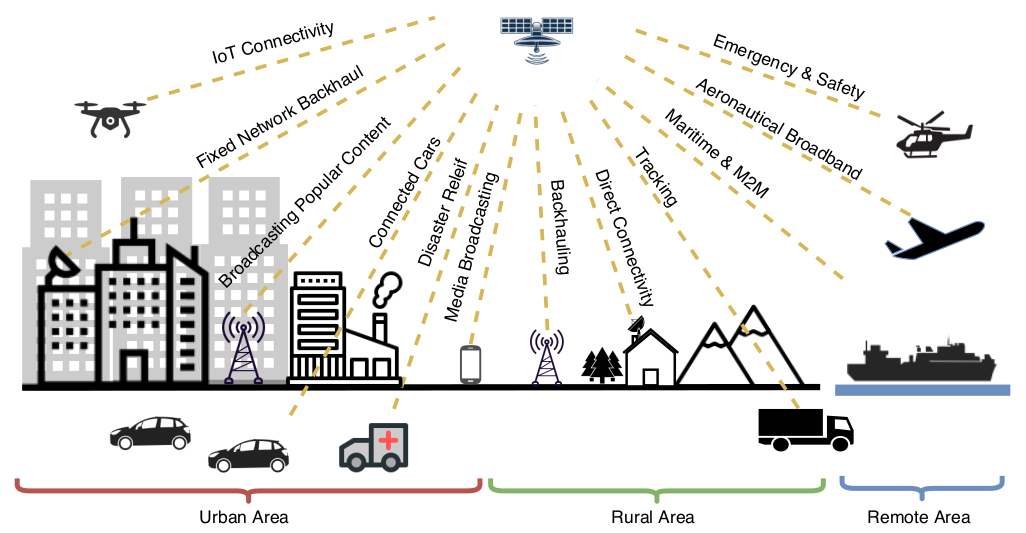 IoT Connectivity
Fixed Network Backhaul
Broadcasting Popular Content
Connected Cars
Disaster Releif
Media Broadcasting
Backhauling
Direct Connectivity
Tracking
Maritime & M2M
Aeronautical Broadband
Emergency & Safety
Urban Area
Rural Area
Remote Area